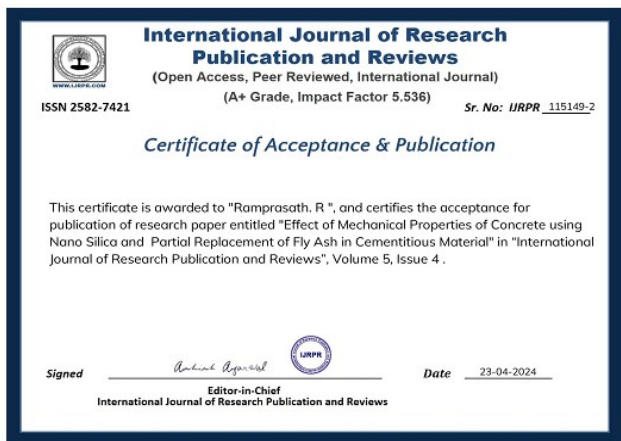 International Journal of Research
Publication and Reviews
(Open Access, Peer Reviewed, International Journal)
(A+ Grade, Impact Factor 5.536)
WWW.IJRPR.COM
ISSN 2582-7421
Sr. No: IJRPR 115149-2
Certificate of Acceptance & Publication
This certificate is awarded to "Ramprasath. R ", and certifies the acceptance for
publication of research paper entitled "Effect of Mechanical Properties of Concrete using
Nano Silica and Partial Replacement of Fly Ash in Cementitious Material" in "International
Journal of Research Publication and Reviews", Volume 5, Issue 4 .
IJRPR
Signed
Date 23-04-2024
Editor-in-Chief
International Journal of Research Publication and Reviews